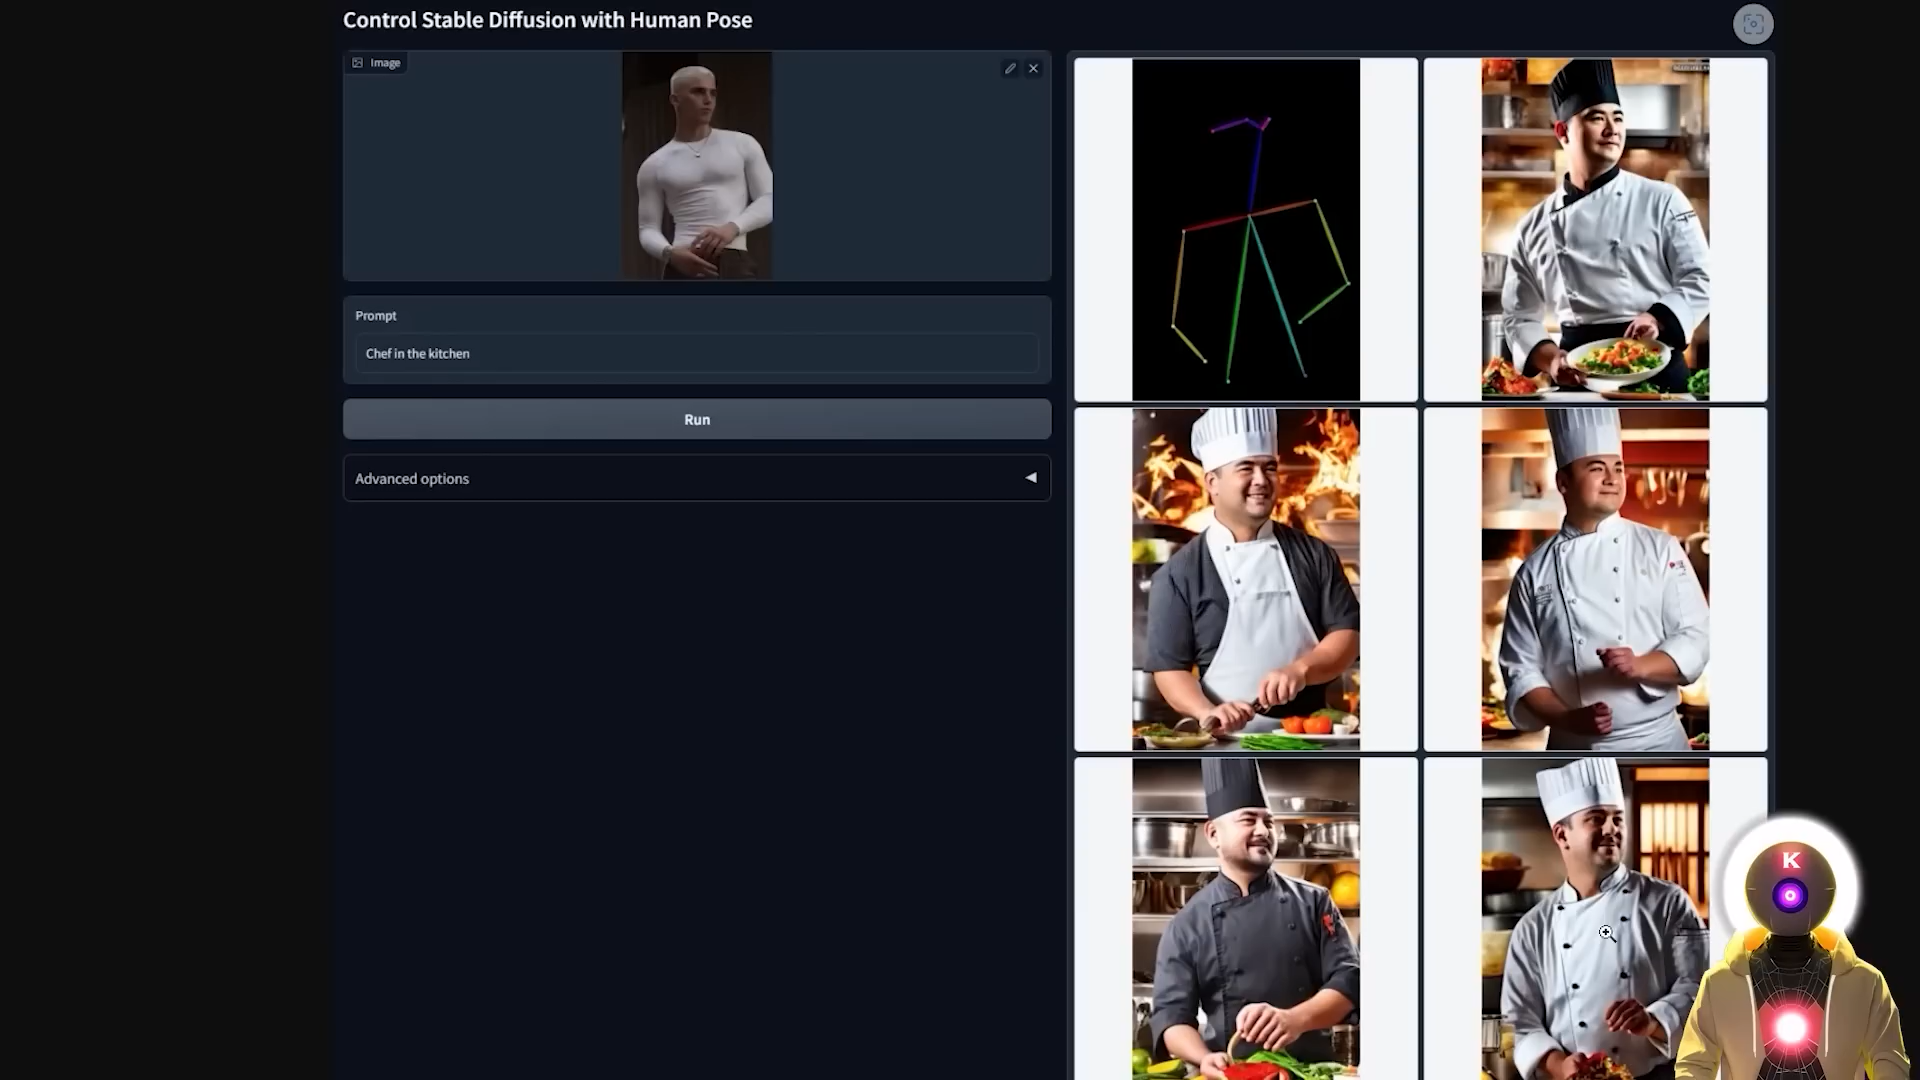 Control Stable Diffusion with Human Pose
Image
Prompt
Chef in the kitchen
Run
Advanced options
K